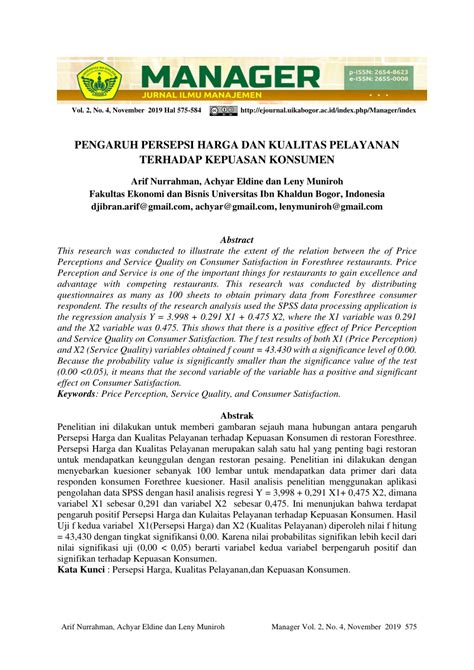 MANAGER
JURNAL ILMU MANAJEMEN
p-ISSN: 2654-8623
e-ISSN: 2655-0008
Vol. 2, No. 4, November 2019 Hal 575-584 http://ejournal.uikabogor.ac.id/index.php/Manager/index
PENGARUH PERSEPSI HARGA DAN KUALITAS PELAYANAN
TERHADAP KEPUASAN KONSUMEN
Arif Nurrahman, Achyar Eldine dan Leny Muniroh
Fakultas Ekonomi dan Bisnis Universitas Ibn Khaldun Bogor, Indonesia
djibran.arif@gmail.com, achyar@gmail.com, lenymuniroh@gmail.com
Abstract
This research was conducted to illustrate the extent of the relation between the of Price
Perceptions and Service Quality on Consumer Satisfaction in Foresthree restaurants. Price
Perception and Service is one of the important things for restaurants to gain excellence and
advantage with competing restaurants. This research was conducted by distributing
questionnaires as many as 100 sheets to obtain primary data from Foresthree consumer
respondent. The results of the research analysis used the SPSS data processing application is
the regression analysis Y = 3.998 + 0.291 X1 + 0.475 X2, where the X1 variable was 0.291
and the X2 variable was 0.475. This shows that there is a positive effect of Price Perception
and Service Quality on Consumer Satisfaction. The f test results of both X1 (Price Perception)
and X2 (Service Quality) variables obtained f count = 43.430 with a significance level of 0.00.
Because the probability value is significantly smaller than the significance value of the test
(0.00 <0.05), it means that the second variable of the variable has a positive and significant
effect on Consumer Satisfaction.
Keywords: Price Perception, Service Quality, and Consumer Satisfaction.
Abstrak
Penelitian ini dilakukan untuk memberi gambaran sejauh mana hubungan antara pengaruh
Persepsi Harga dan Kualitas Pelayanan terhadap Kepuasan Konsumen di restoran Foresthree.
Persepsi Harga dan Kualitas Pelayanan merupakan salah satu hal yang penting bagi restoran
untuk mendapatkan keunggulan dengan restoran pesaing. Penelitian ini dilakukan dengan
menyebarkan kuesioner sebanyak 100 lembar untuk mendapatkan data primer dari data
responden konsumen Forethree kuesioner. Hasil analisis penelitian menggunakan aplikasi
pengolahan data SPSS dengan hasil analisis regresi Y = 3,998 + 0,291 X1+ 0,475 X2, dimana
variabel X1 sebesar 0,291 dan variabel X2 sebesar 0,475. Ini menunjukan bahwa terdapat
pengaruh positif Persepsi Harga dan Kulaitas Pelayanan terhadap Kepuasan Konsumen. Hasil
Uji f kedua variabel X1(Persepsi Harga) dan X2 (Kualitas Pelayanan) diperoleh nilai f hitung
= 43,430 dengan tingkat signifikansi 0,00. Karena nilai probabilitas signifikan lebih kecil dari
nilai signifikasi uji (0,00 < 0,05) berarti variabel kedua variabel berpengaruh positif dan
signifikan terhadap Kepuasan Konsumen.
Kata Kunci : Persepsi Harga, Kualitas Pelayanan,dan Kepuasan Konsumen.
Arif Nurrahman, Achyar Eldine dan Leny Muniroh Manager Vol. 2, No. 4, November 2019 575